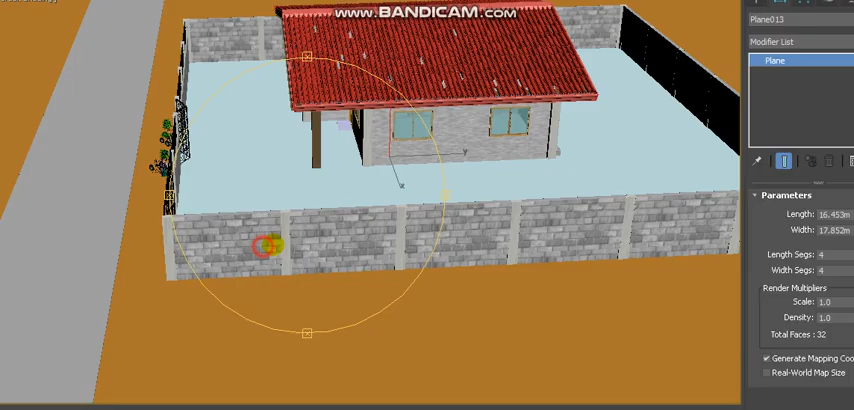 WWW.BANDICAM.COM
Plane013
Modifier List
Plane
Parameters
Length: 16.453m
Width: 17.852m
Length Segs: 4
Width Segs: 4
Render Multipliers
Scale: 1.0
Density: 1.0
Total Faces : 32
Generate Mapping Coo
Real-World Map Size
y
x